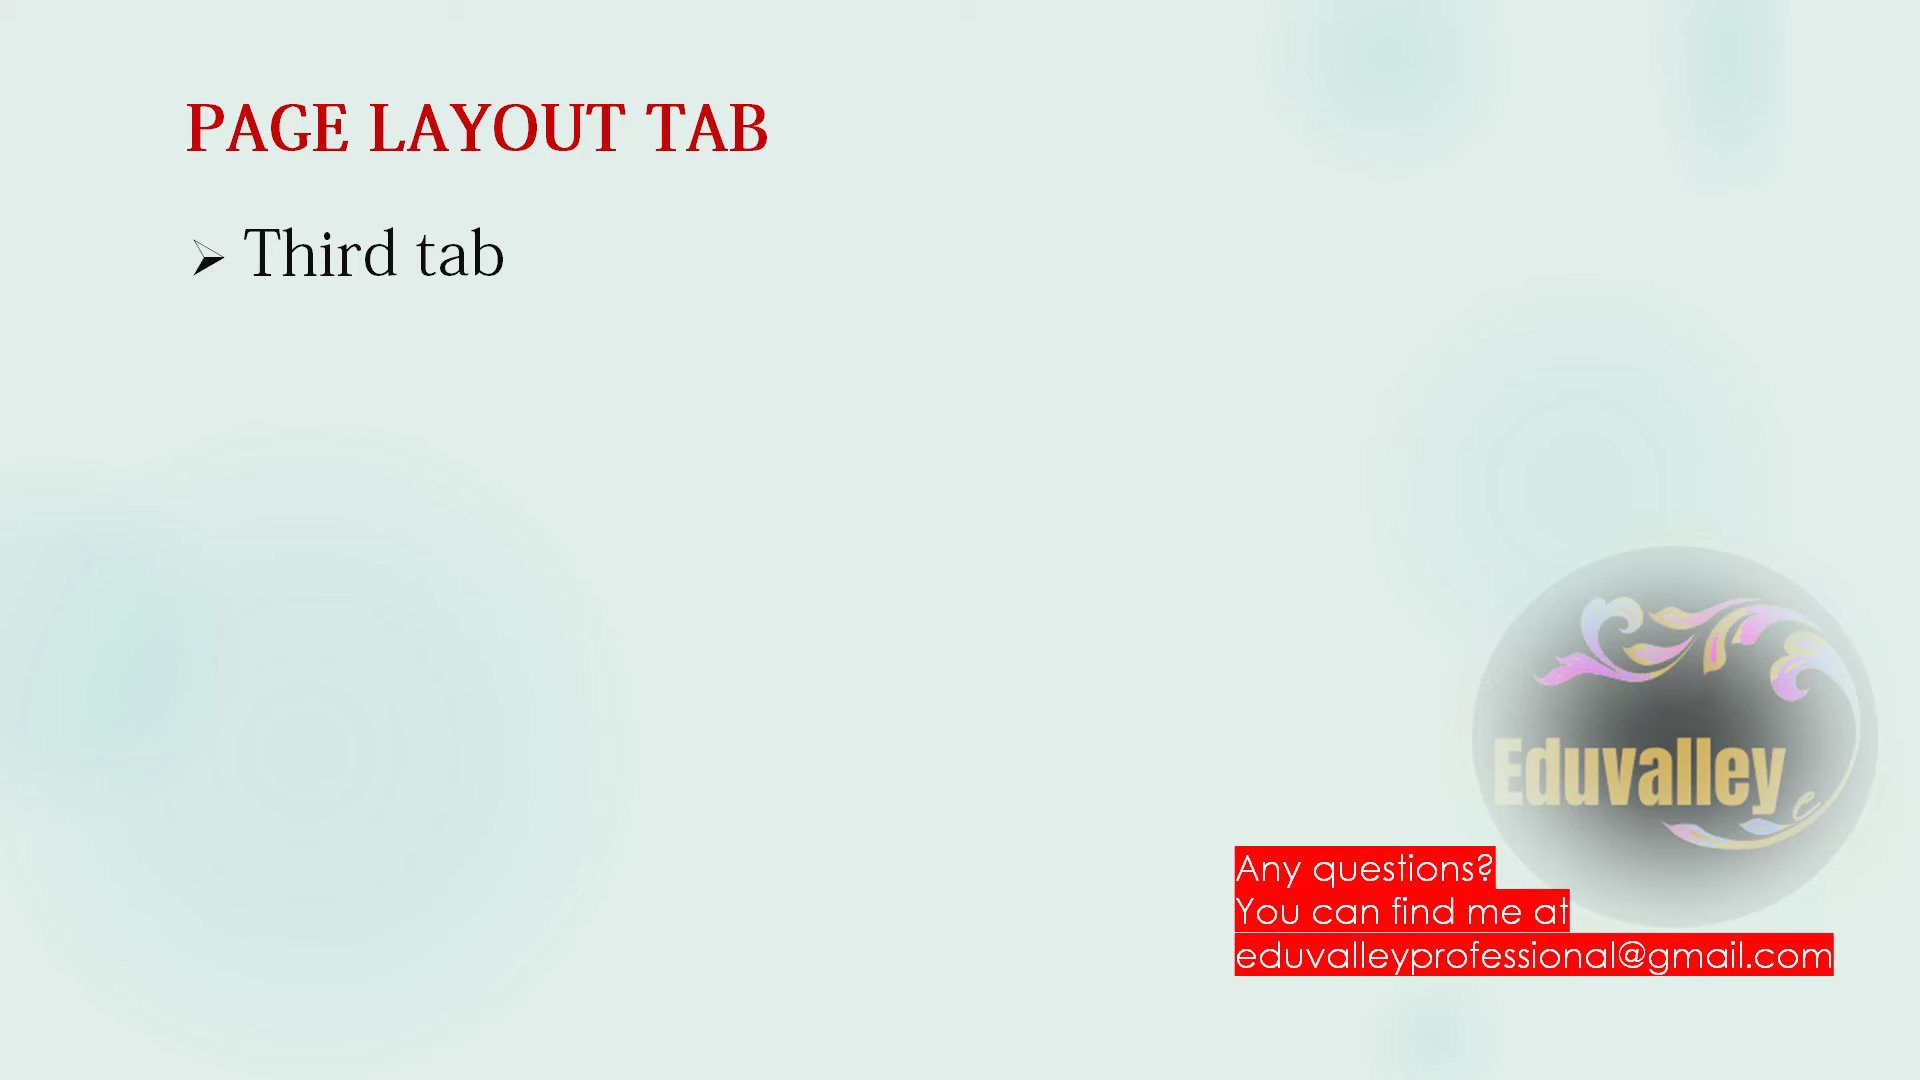 PAGE LAYOUT TAB
➢ Third tab
Eduvalley
e
Any questions?
You can find me at
eduvalleyprofessional@gmail.com